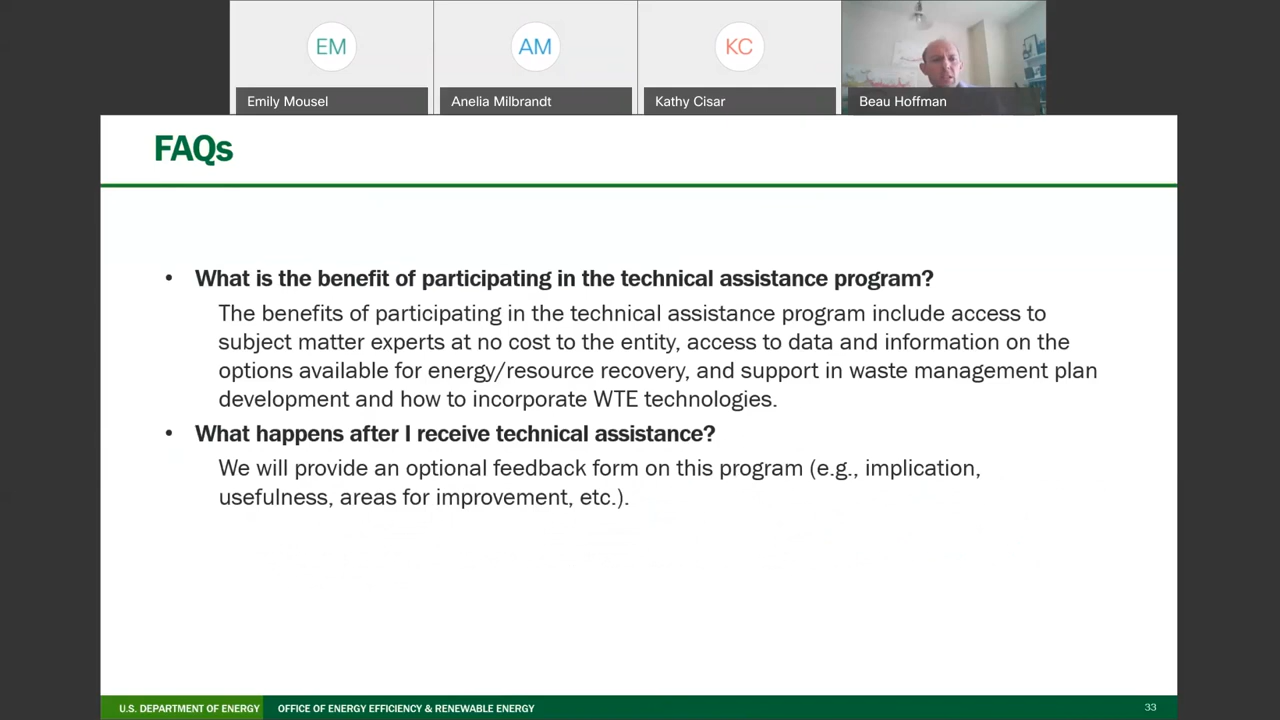 EM
AM
KC
Emily Mousel
Anelia Milbrandt
Kathy Cisar
Beau Hoffman
FAQs
• What is the benefit of participating in the technical assistance program?
The benefits of participating in the technical assistance program include access to
subject matter experts at no cost to the entity, access to data and information on the
options available for energy/resource recovery, and support in waste management plan
development and how to incorporate WTE technologies.
• What happens after I receive technical assistance?
We will provide an optional feedback form on this program (e.g., implication,
usefulness, areas for improvement, etc.).
U.S. DEPARTMENT OF ENERGY OFFICE OF ENERGY EFFICIENCY & RENEWABLE ENERGY 33